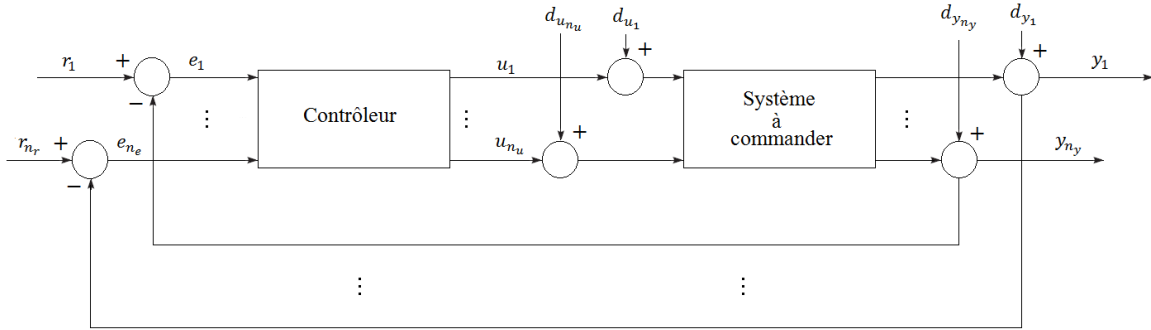 d_{u_{n_u}} d_{u_1} d_{y_{n_y}} d_{y_1}
r_1 + e_1 u_1 + + y_1
− ⋮ Contrôleur ⋮ Système ⋮
à
r_{n_r} + e_{n_e} u_{n_u} + commander + y_{n_y}
−
⋮ ⋮